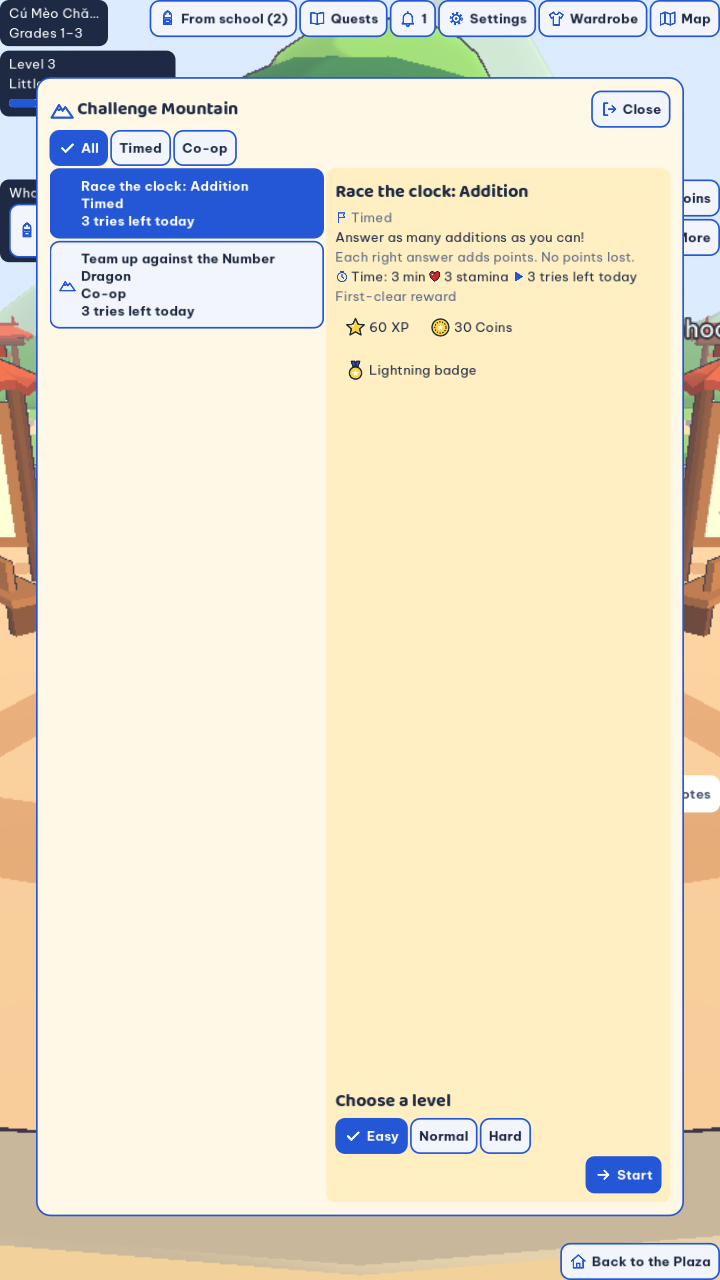 Cú Mèo Chă...
Grades 1–3
From school (2)
Quests
1
Settings
Wardrobe
Map
Level 3
Challenge Mountain
Close
All
Timed
Co-op
Race the clock: Addition
Timed
3 tries left today
Team up against the Number
Dragon
Co-op
3 tries left today
Race the clock: Addition
Timed
Answer as many additions as you can!
Each right answer adds points. No points lost.
Time: 3 min 3 stamina 3 tries left today
First-clear reward
60 XP 30 Coins
Lightning badge
Choose a level
Easy
Normal
Hard
Start
Back to the Plaza